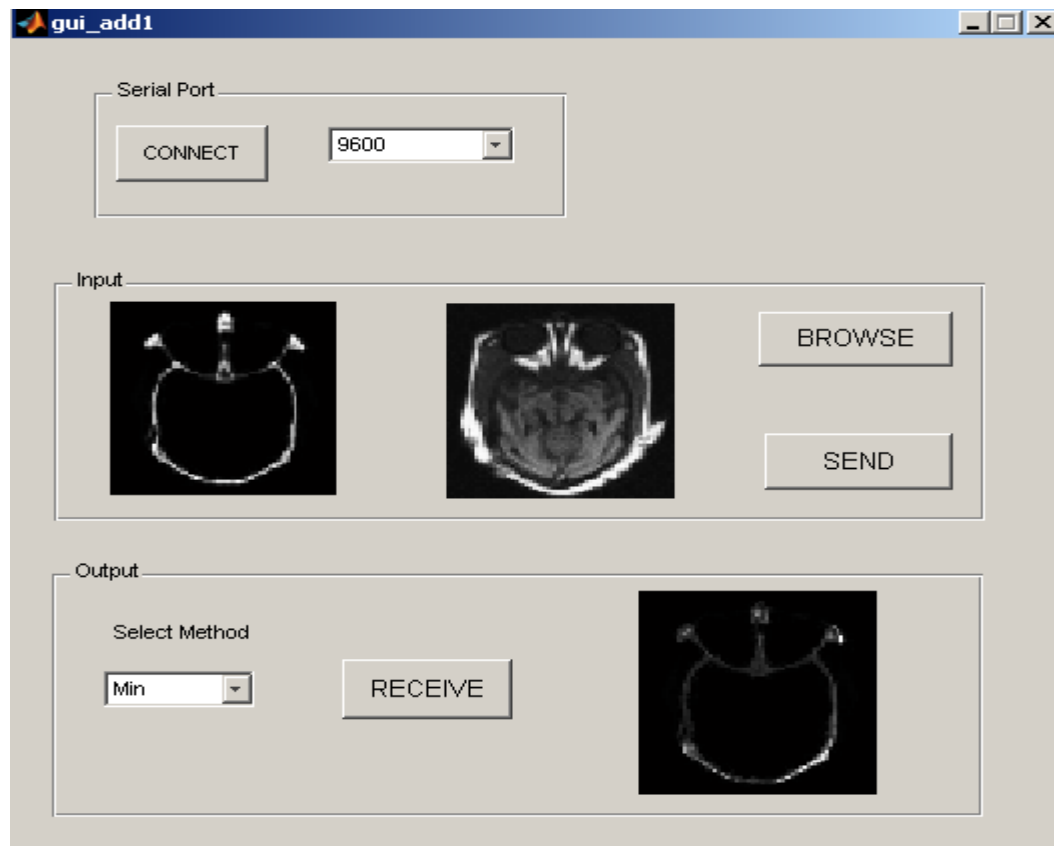 gui_add1
Serial Port
CONNECT
9600
Input
BROWSE
SEND
Output
Select Method
Min
RECEIVE